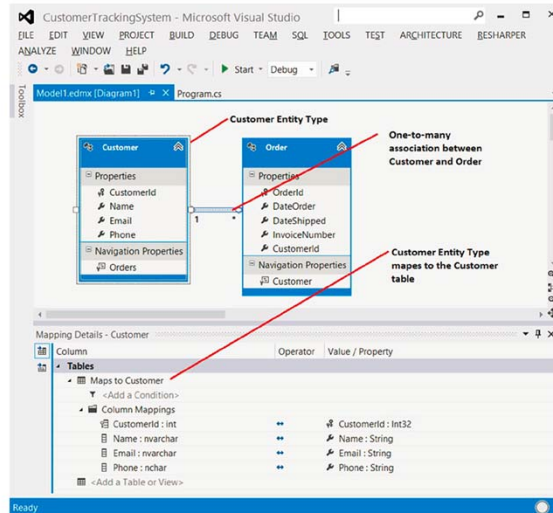 CustomerTrackingSystem - Microsoft Visual Studio
FILE EDIT VIEW PROJECT BUILD DEBUG TEAM SQL TOOLS TEST ARCHITECTURE RESHARPER
ANALYZE WINDOW HELP
Start Debug
Toolbox
Model1.edmx [Diagram1] Program.cs
Customer Entity Type
One-to-many
association between
Customer and Order
Customer
Properties
CustomerId
Name
Email
Phone
Navigation Properties
Orders
1 *
Order
Properties
OrderId
DateOrder
DateShipped
InvoiceNumber
CustomerId
Navigation Properties
Customer
Customer Entity Type
mapes to the Customer
table
Mapping Details - Customer
Column Operator Value / Property
Tables
Maps to Customer
<Add a Condition>
Column Mappings
CustomerId : int CustomerId : Int32
Name : nvarchar Name : String
Email : nvarchar Email : String
Phone : nchar Phone : String
<Add a Table or View>
Ready